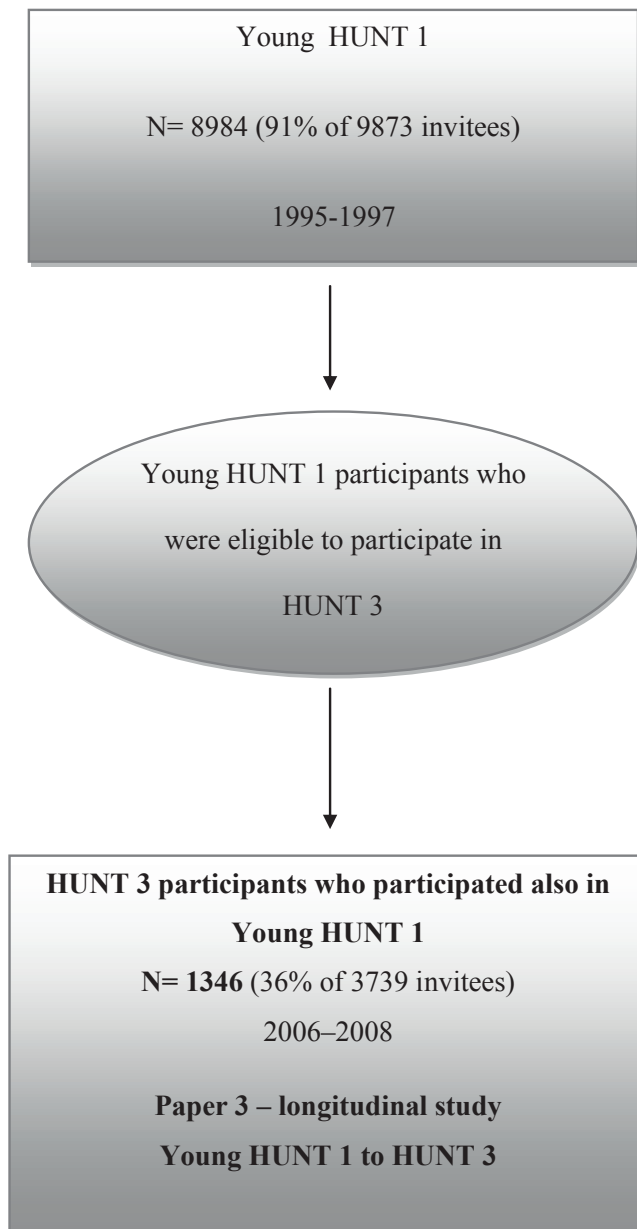 Young HUNT 1
N= 8984 (91% of 9873 invitees)
1995-1997
Young HUNT 1 participants who
were eligible to participate in
HUNT 3
HUNT 3 participants who participated also in
Young HUNT 1
N= 1346 (36% of 3739 invitees)
2006–2008
Paper 3 – longitudinal study
Young HUNT 1 to HUNT 3